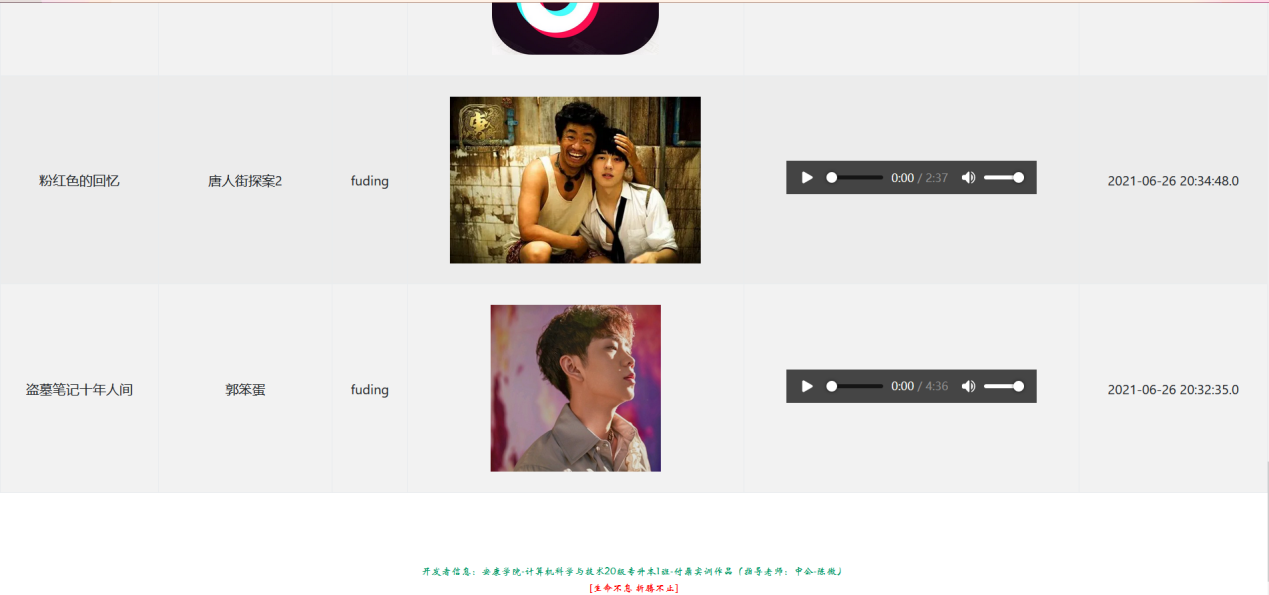 粉红色的回忆
唐人街探案2
fuding
0:00 / 2:37
2021-06-26 20:34:48.0
盗墓笔记十年人间
郭笨蛋
fuding
0:00 / 4:36
2021-06-26 20:32:35.0
开发者信息：安康学院-计算机科学与技术20级专升本1班-付鼎实训作品（指导老师：中公-陈微）
[生命不息 折腾不止]